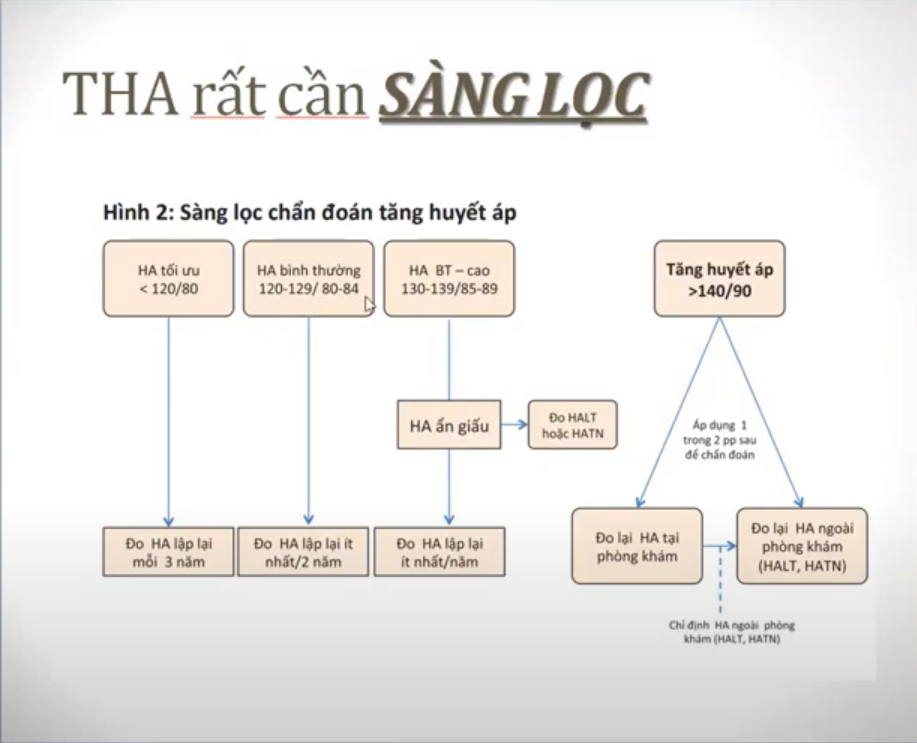 THA rất cần SÀNG LỌC
Hình 2: Sàng lọc chẩn đoán tăng huyết áp
HA tối ưu
< 120/80
HA bình thường
120-129/ 80-84
HA BT – cao
130-139/85-89
Tăng huyết áp
>140/90
HA ẩn giấu
Đo HALT
hoặc HATN
Áp dụng 1
trong 2 pp sau
để chẩn đoán
Đo HA lập lại
mỗi 3 năm
Đo HA lập lại ít
nhất/2 năm
Đo HA lập lại
ít nhất/năm
Đo lại HA tại
phòng khám
Đo lại HA ngoài
phòng khám
(HALT, HATN)
Chỉ định HA ngoài phòng
khám (HALT, HATN)